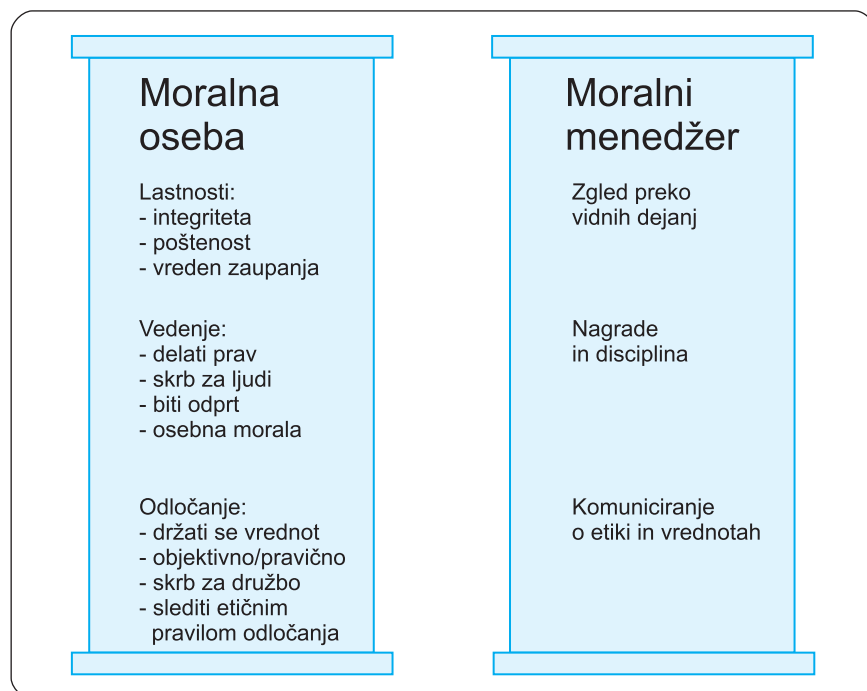 Moralna
oseba
Lastnosti:
- integriteta
- poštenost
- vreden zaupanja
Vedenje:
- delati prav
- skrb za ljudi
- biti odprt
- osebna morala
Odločanje:
- držati se vrednot
- objektivno/pravično
- skrb za družbo
- slediti etičnim
pravilom odločanja
Moralni
menedžer
Zgled preko
vidnih dejanj
Nagrade
in disciplina
Komuniciranje
o etiki in vrednotah